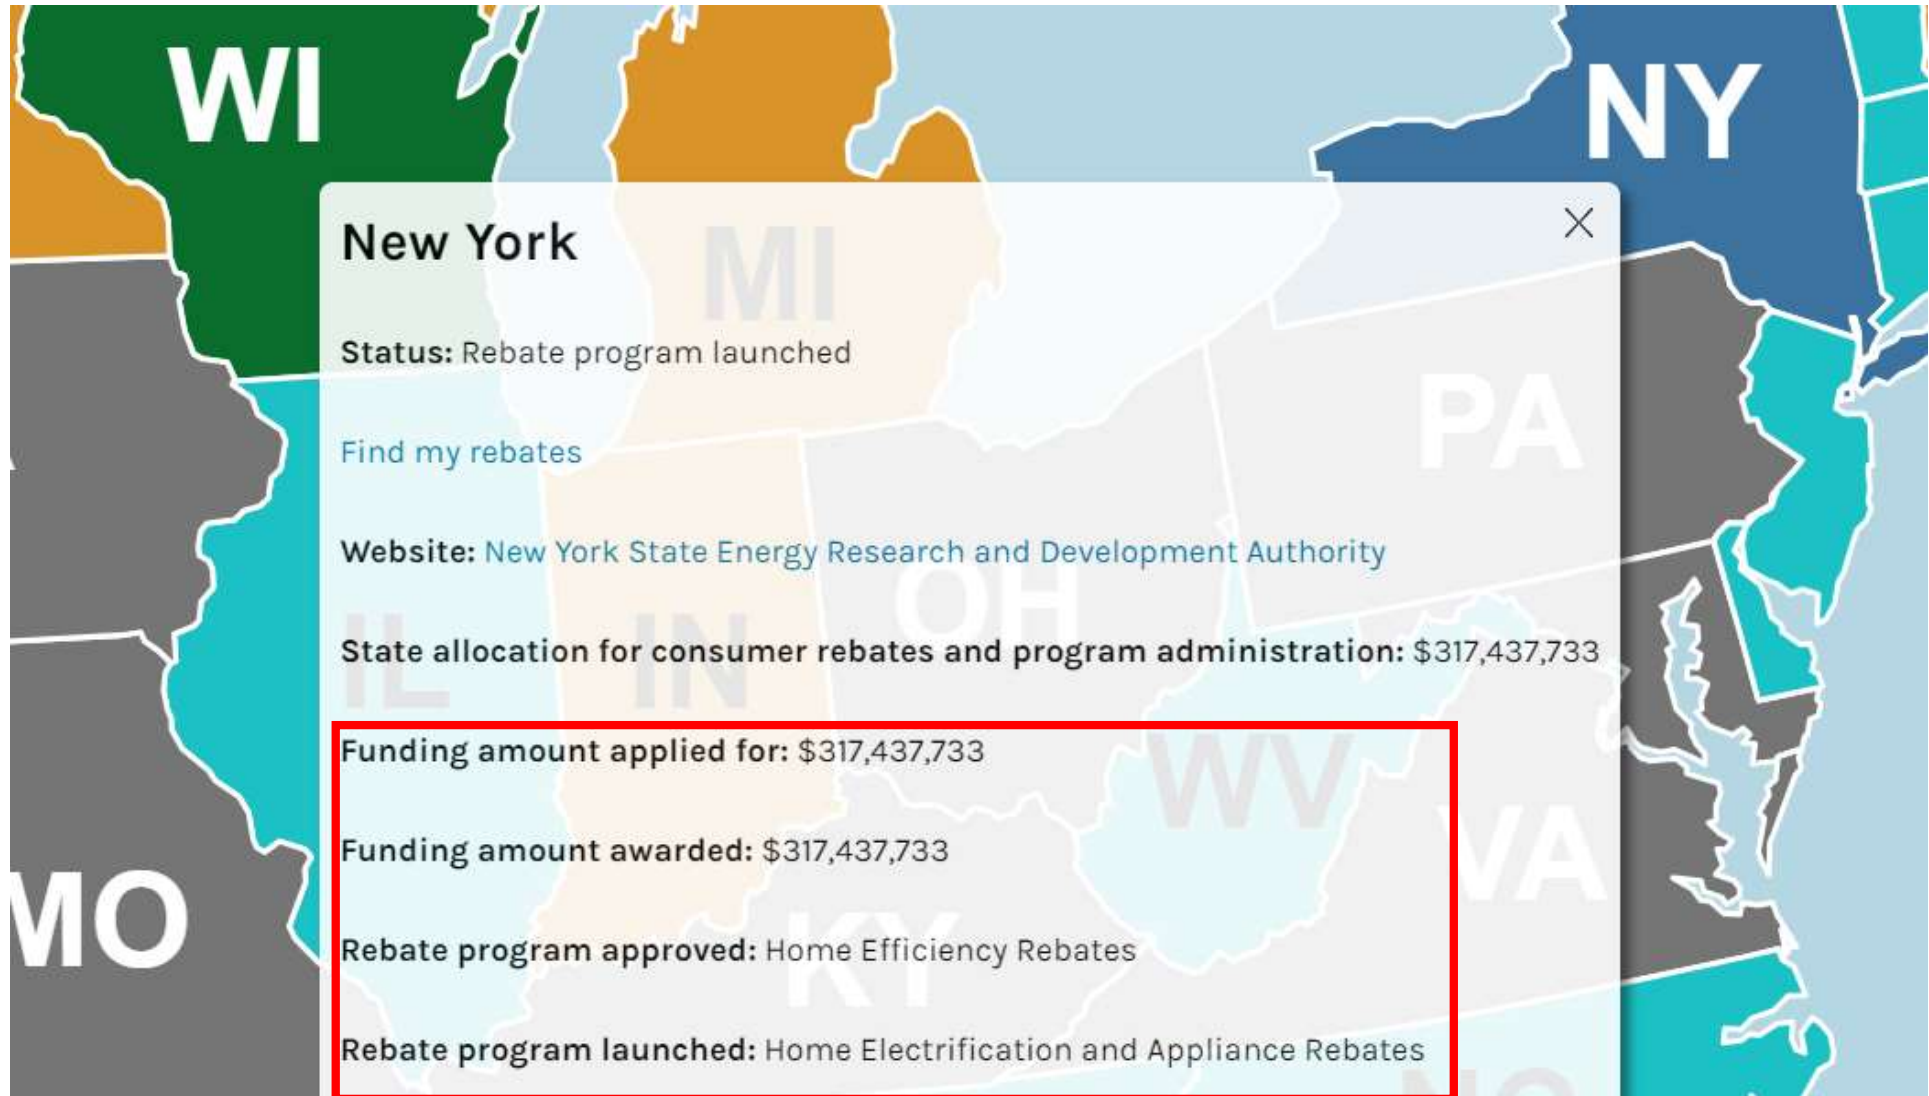 WI
NY
New York
MI
Status: Rebate program launched
PA
Find my rebates
Website: New York State Energy Research and Development Authority
OH
IL
IN
State allocation for consumer rebates and program administration: $317,437,733
Funding amount applied for: $317,437,733
WV
Funding amount awarded: $317,437,733
VA
MO
KY
Rebate program approved: Home Efficiency Rebates
Rebate program launched: Home Electrification and Appliance Rebates